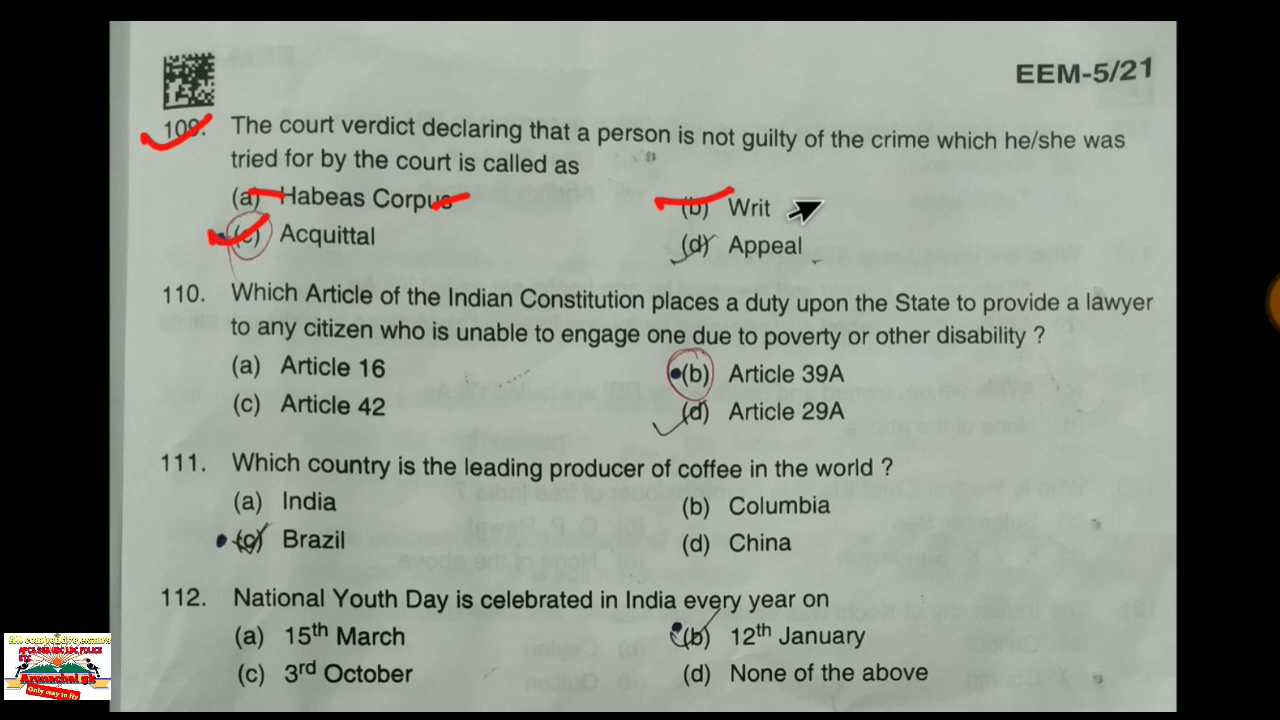 EEM-5/21
109. The court verdict declaring that a person is not guilty of the crime which he/she was
tried for by the court is called as
(a) Habeas Corpus (b) Writ
(c) Acquittal (d) Appeal
110. Which Article of the Indian Constitution places a duty upon the State to provide a lawyer
to any citizen who is unable to engage one due to poverty or other disability ?
(a) Article 16 (b) Article 39A
(c) Article 42 (d) Article 29A
111. Which country is the leading producer of coffee in the world ?
(a) India (b) Columbia
(c) Brazil (d) China
112. National Youth Day is celebrated in India every year on
(a) 15th March (b) 12th January
(c) 3rd October (d) None of the above
Arunachal gk
Only way to fly